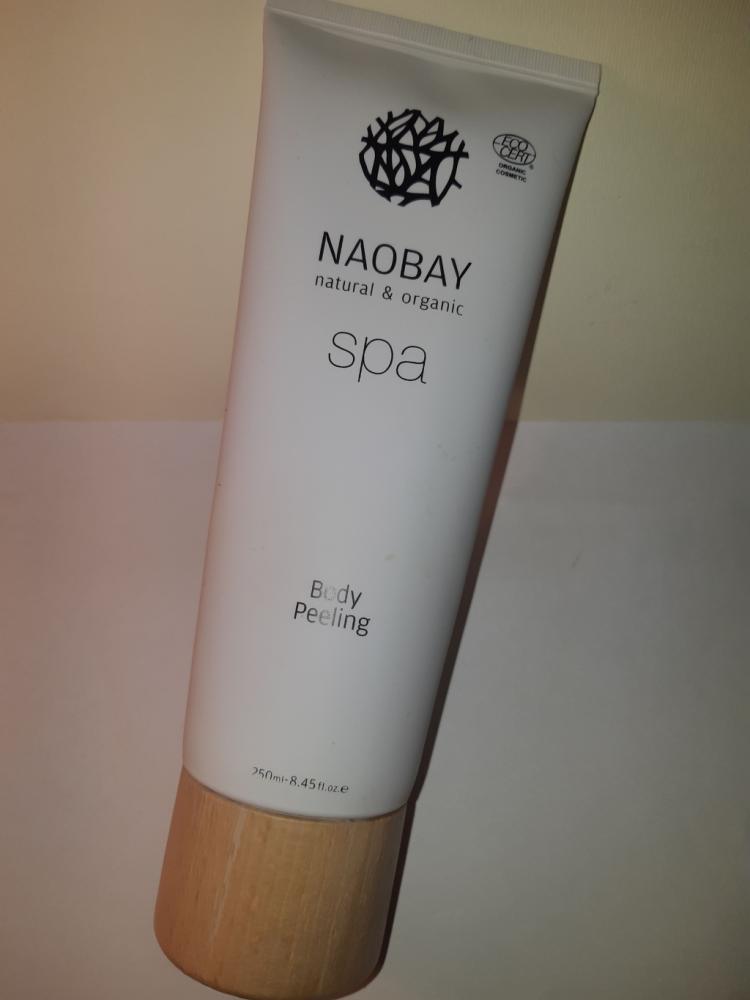 ECO
CERT®
ORGANIC
COSMETIC
NAOBAY
natural & organic
spa
Body
Peeling
250ml-8.45fl.oz.e